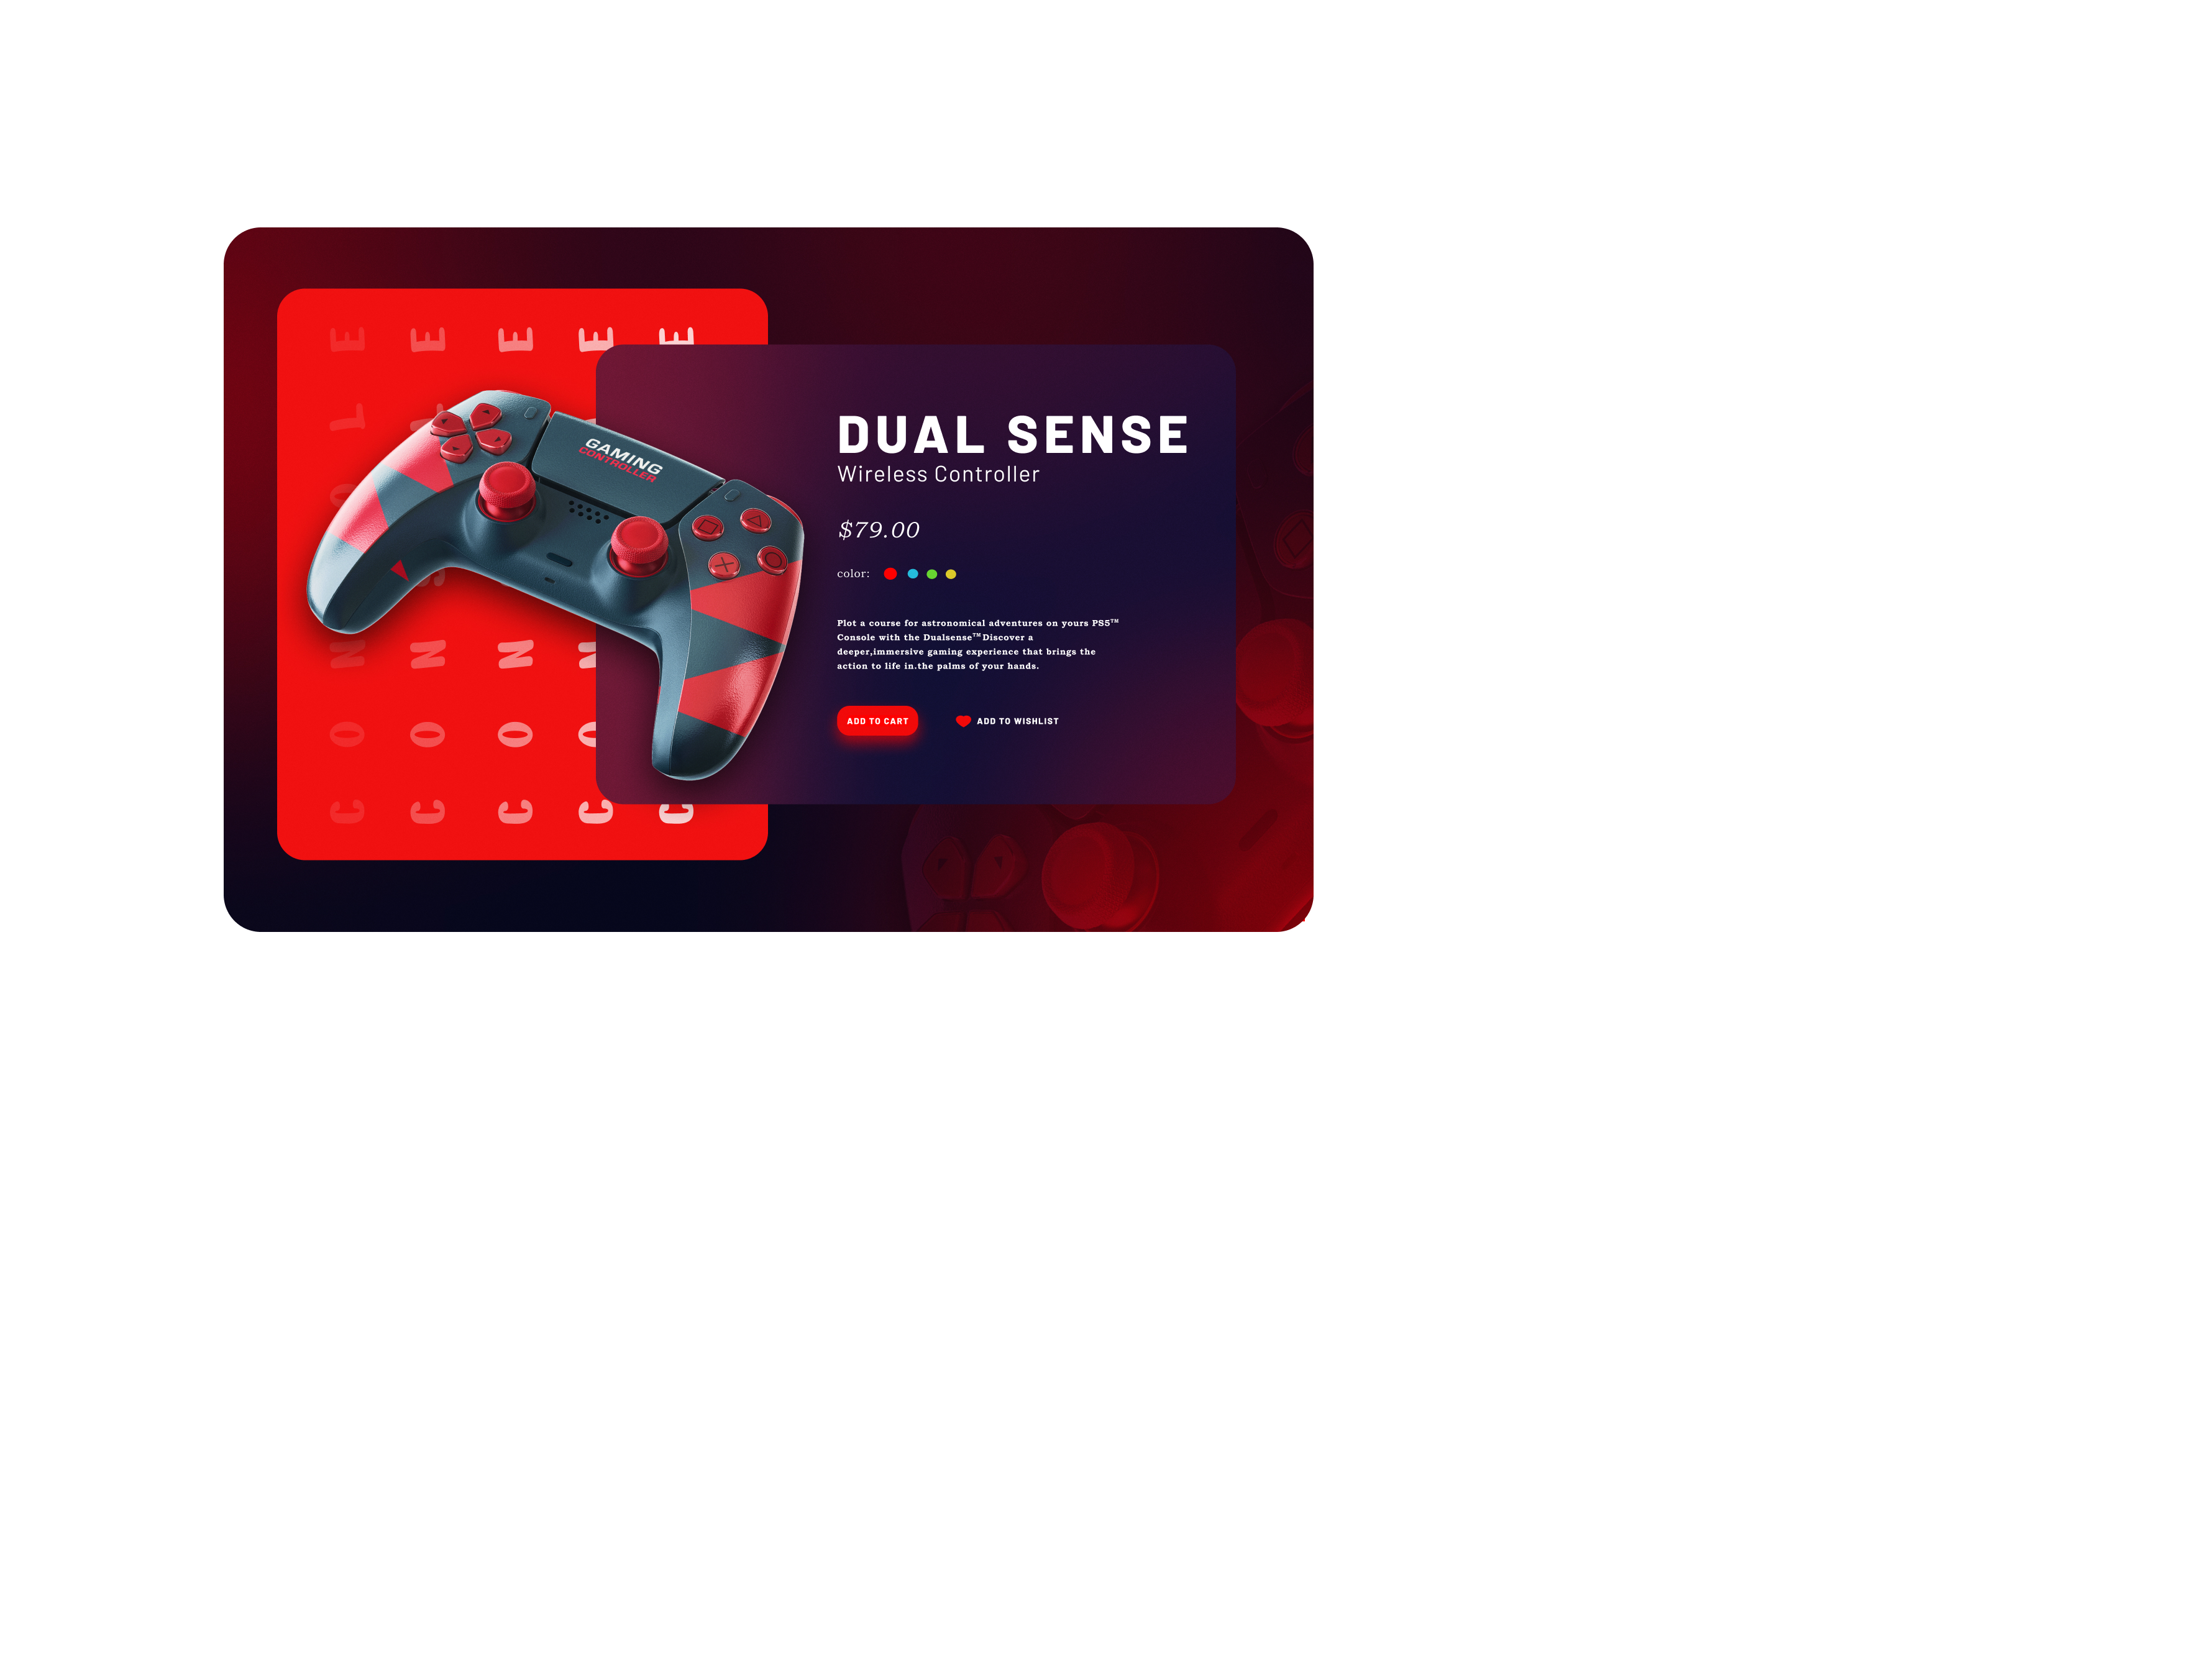 E E E E E
L
N N N N
O O O O
C C C C C
GAMING
CONTROLLER
DUAL SENSE
Wireless Controller
$79.00
color:
Plot a course for astronomical adventures on yours PS5™
Console with the Dualsense™Discover a
deeper,immersive gaming experience that brings the
action to life in.the palms of your hands.
ADD TO CART
ADD TO WISHLIST